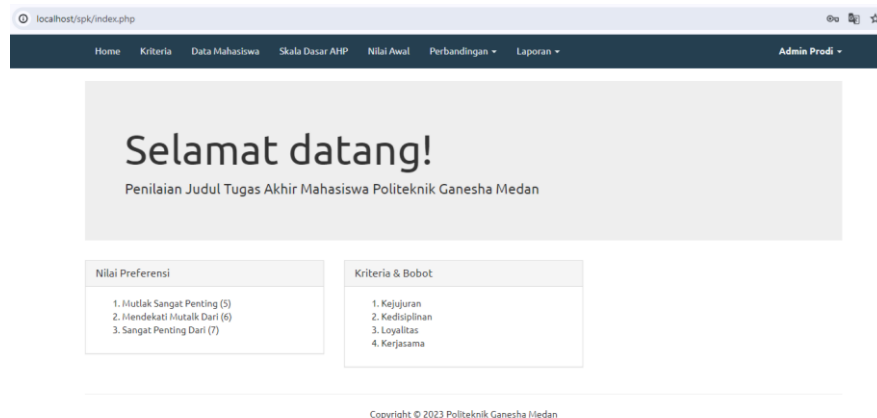 localhost/spk/index.php
Home Kriteria Data Mahasiswa Skala Dasar AHP Nilai Awal Perbandingan Laporan Admin Prodi
Selamat datang!
Penilaian Judul Tugas Akhir Mahasiswa Politeknik Ganesha Medan
Nilai Preferensi
1. Mutlak Sangat Penting (5)
2. Mendekati Mutalk Dari (6)
3. Sangat Penting Dari (7)
Kriteria & Bobot
1. Kejujuran
2. Kedisiplinan
3. Loyalitas
4. Kerjasama
Copyright © 2023 Politeknik Ganesha Medan